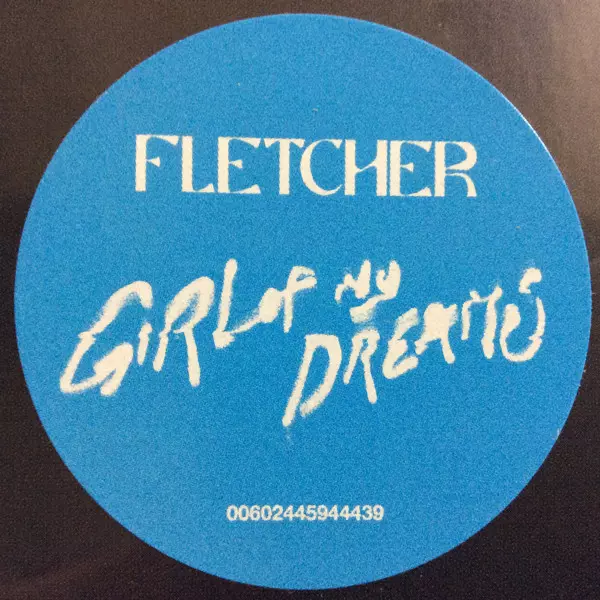 FLETCHER
GIRL OF MY
DREAMS
00602445944439